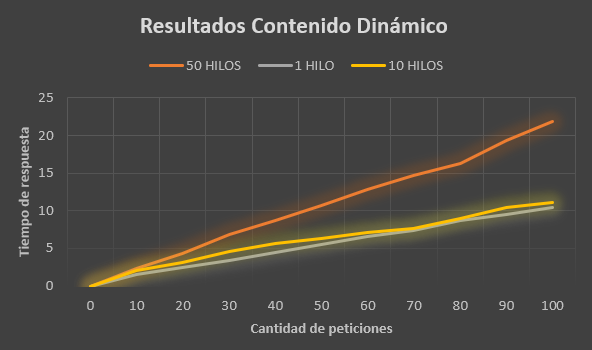 Resultados Contenido Dinámico
50 HILOS 1 HILO 10 HILOS
25
20
15
10
5
0
Tiempo de respuesta
0 10 20 30 40 50 60 70 80 90 100
Cantidad de peticiones